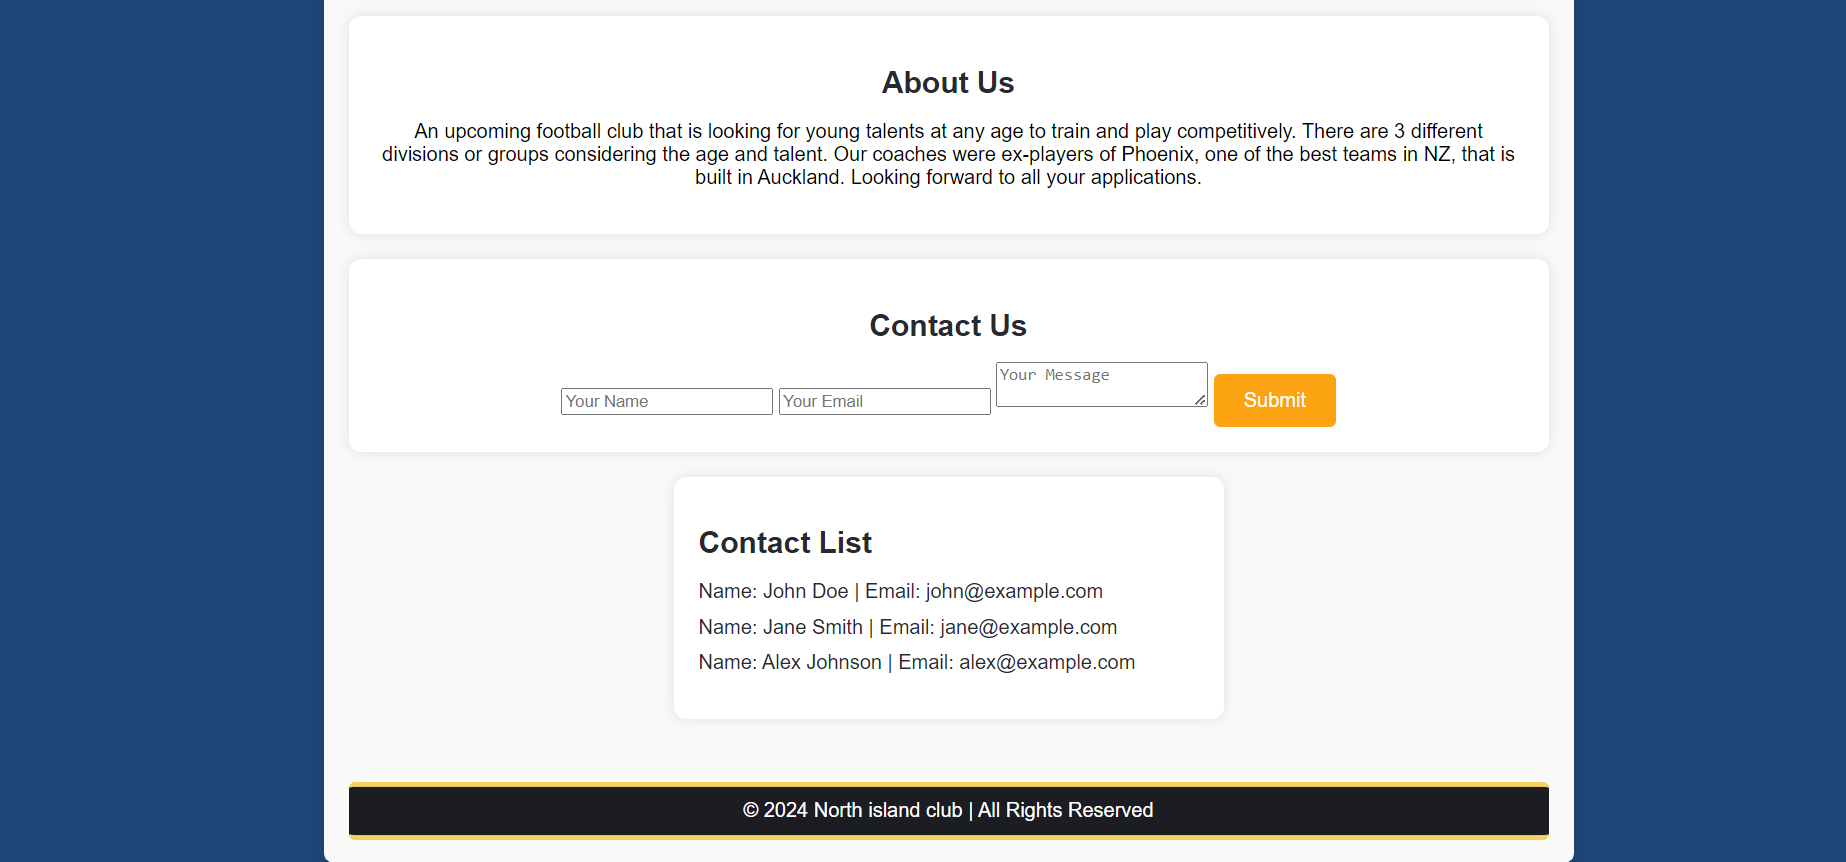 About Us
An upcoming football club that is looking for young talents at any age to train and play competitively. There are 3 different
divisions or groups considering the age and talent. Our coaches were ex-players of Phoenix, one of the best teams in NZ, that is
built in Auckland. Looking forward to all your applications.
Contact Us
Your Name Your Email Your Message Submit
Contact List
Name: John Doe | Email: john@example.com
Name: Jane Smith | Email: jane@example.com
Name: Alex Johnson | Email: alex@example.com
© 2024 North island club | All Rights Reserved